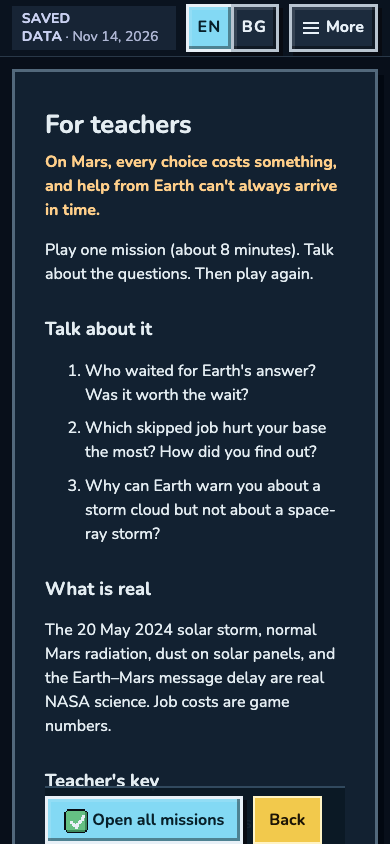 SAVED
DATA · Nov 14, 2026
EN
BG
More
For teachers
On Mars, every choice costs something,
and help from Earth can't always arrive
in time.
Play one mission (about 8 minutes). Talk
about the questions. Then play again.
Talk about it
1. Who waited for Earth's answer?
Was it worth the wait?
2. Which skipped job hurt your base
the most? How did you find out?
3. Why can Earth warn you about a
storm cloud but not about a space-
ray storm?
What is real
The 20 May 2024 solar storm, normal
Mars radiation, dust on solar panels, and
the Earth–Mars message delay are real
NASA science. Job costs are game
numbers.
Teacher's key
Open all missions
Back